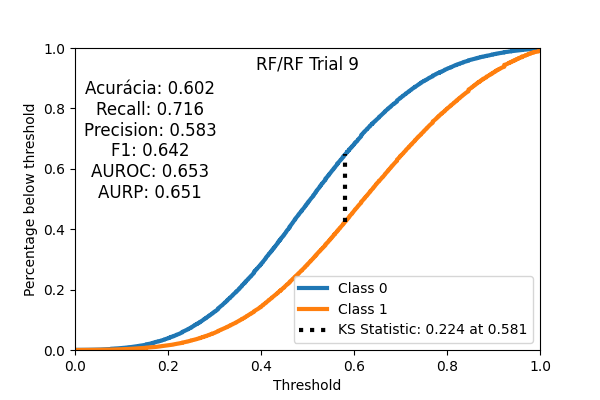 RF/RF Trial 9
Acurácia: 0.602
Recall: 0.716
Precision: 0.583
F1: 0.642
AUROC: 0.653
AURP: 0.651
Percentage below threshold
1.0
0.8
0.6
0.4
0.2
0.0
Class 0
Class 1
KS Statistic: 0.224 at 0.581
0.0 0.2 0.4 0.6 0.8 1.0
Threshold